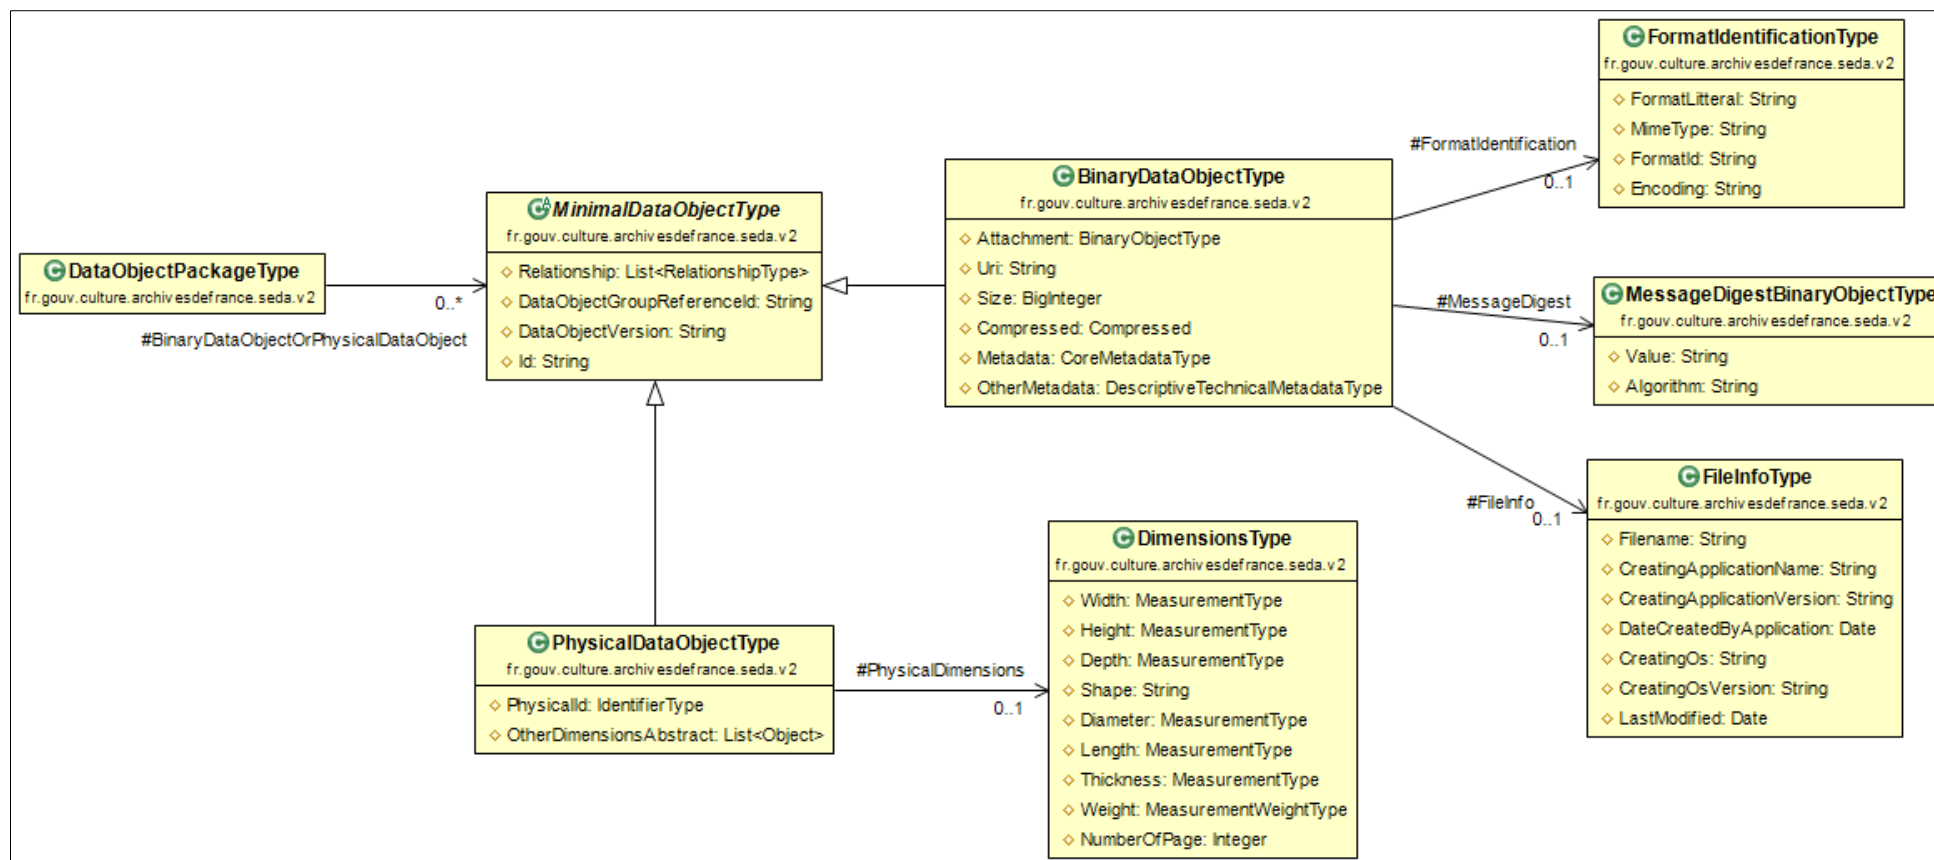 DataObjectPackageType
fr.gouv.culture.archivesdefrance.seda.v2
0..*
#BinaryDataObjectOrPhysicalDataObject
MinimalDataObjectType
fr.gouv.culture.archivesdefrance.seda.v2
Relationship: List<RelationshipType>
DataObjectGroupReferenceId: String
DataObjectVersion: String
Id: String
BinaryDataObjectType
fr.gouv.culture.archivesdefrance.seda.v2
Attachment: BinaryObjectType
Uri: String
Size: BigInteger
Compressed: Compressed
Metadata: CoreMetadataType
OtherMetadata: DescriptiveTechnicalMetadataType
#FormatIdentification
0..1
FormatIdentificationType
fr.gouv.culture.archivesdefrance.seda.v2
FormatLitteral: String
MimeType: String
FormatId: String
Encoding: String
#MessageDigest
0..1
MessageDigestBinaryObjectType
fr.gouv.culture.archivesdefrance.seda.v2
Value: String
Algorithm: String
#FileInfo
0..1
FileInfoType
fr.gouv.culture.archivesdefrance.seda.v2
Filename: String
CreatingApplicationName: String
CreatingApplicationVersion: String
DateCreatedByApplication: Date
CreatingOs: String
CreatingOsVersion: String
LastModified: Date
PhysicalDataObjectType
fr.gouv.culture.archivesdefrance.seda.v2
PhysicalId: IdentifierType
OtherDimensionsAbstract: List<Object>
#PhysicalDimensions
0..1
DimensionsType
fr.gouv.culture.archivesdefrance.seda.v2
Width: MeasurementType
Height: MeasurementType
Depth: MeasurementType
Shape: String
Diameter: MeasurementType
Length: MeasurementType
Thickness: MeasurementType
Weight: MeasurementWeightType
NumberOfPage: Integer